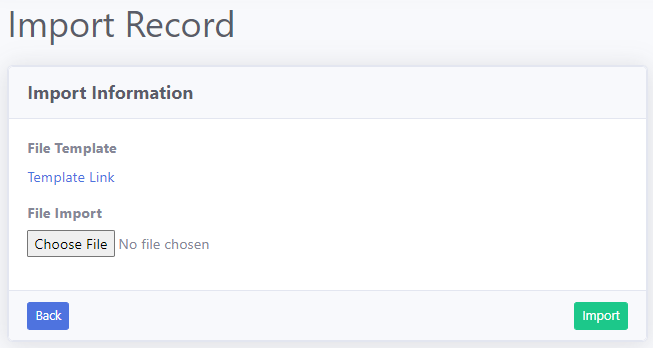 Import Record
Import Information
File Template
Template Link
File Import
Choose File No file chosen
Back Import